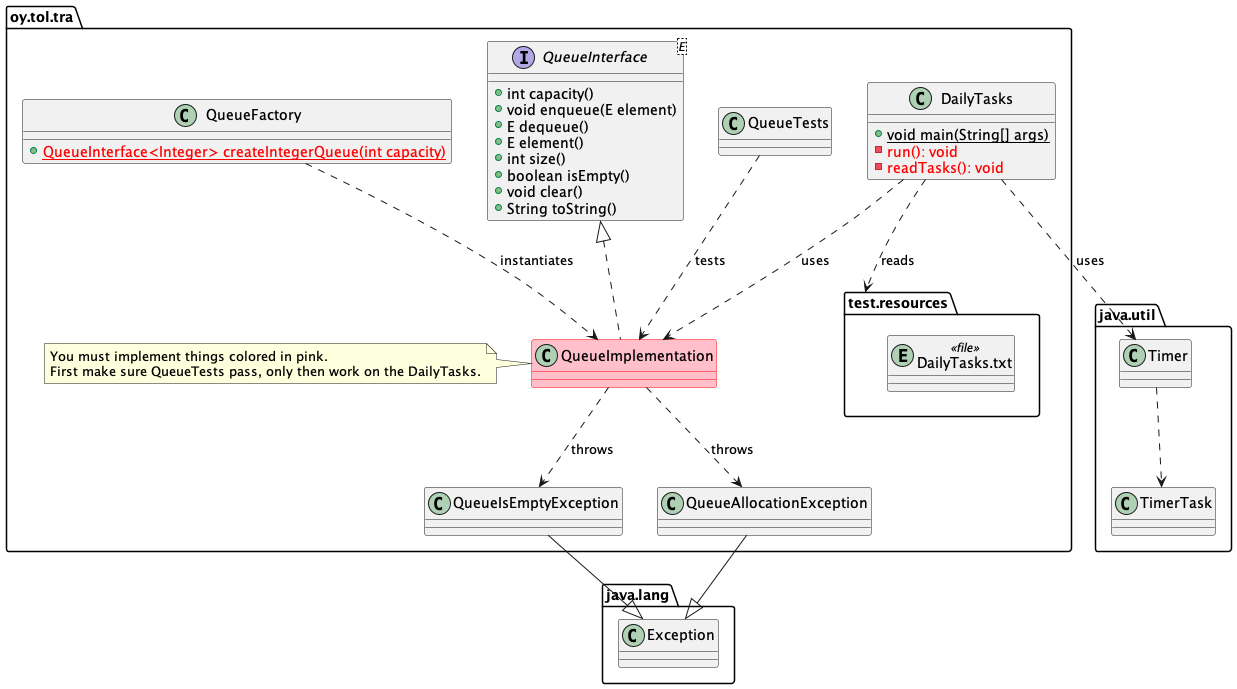 oy.tol.tra
QueueInterface
E
int capacity()
void enqueue(E element)
E dequeue()
E element()
int size()
boolean isEmpty()
void clear()
String toString()
QueueFactory
QueueInterface<Integer> createIntegerQueue(int capacity)
QueueTests
DailyTasks
void main(String[] args)
run(): void
readTasks(): void
instantiates
tests
uses
reads
uses
test.resources
«file»
DailyTasks.txt
java.util
Timer
You must implement things colored in pink.
First make sure QueueTests pass, only then work on the DailyTasks.
QueueImplementation
throws
throws
QueueIsEmptyException
QueueAllocationException
TimerTask
java.lang
Exception